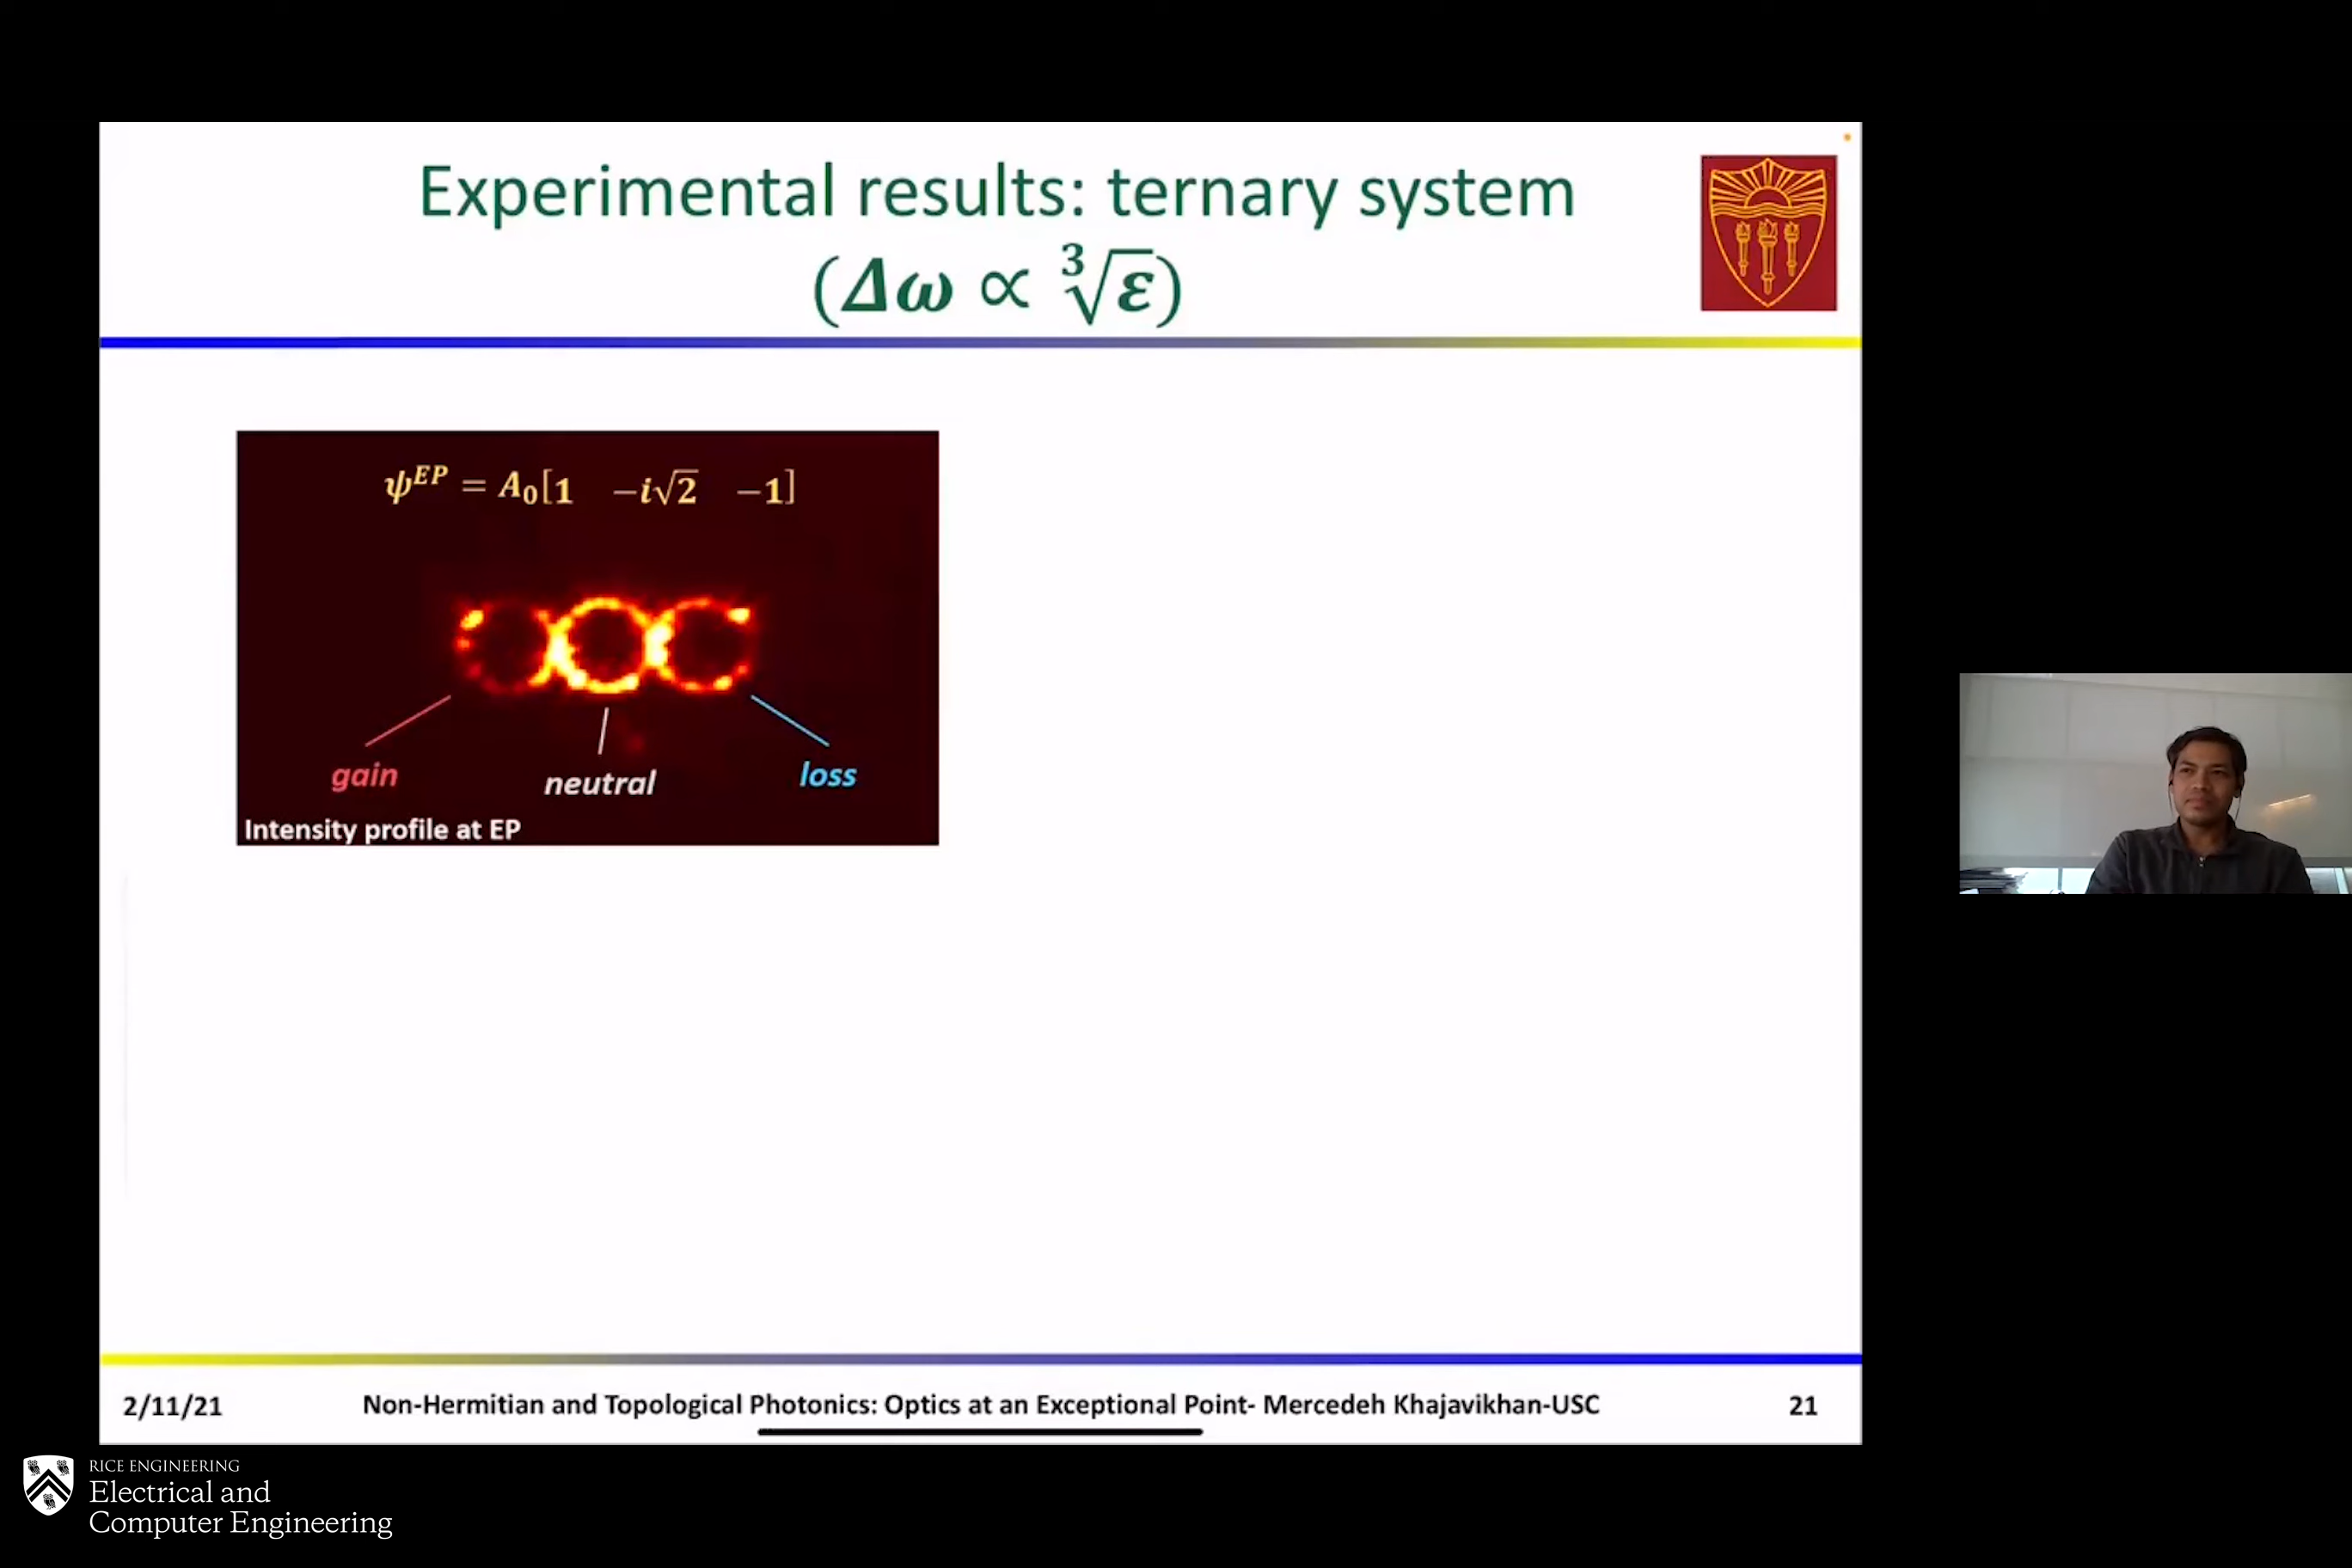 Experimental results: ternary system
(Δω ∝ ∛ε)
ψ^EP = A₀[1 −i√2 −1]
gain
neutral
loss
Intensity profile at EP
2/11/21
Non-Hermitian and Topological Photonics: Optics at an Exceptional Point- Mercedeh Khajavikhan-USC
21
RICE ENGINEERING
Electrical and
Computer Engineering